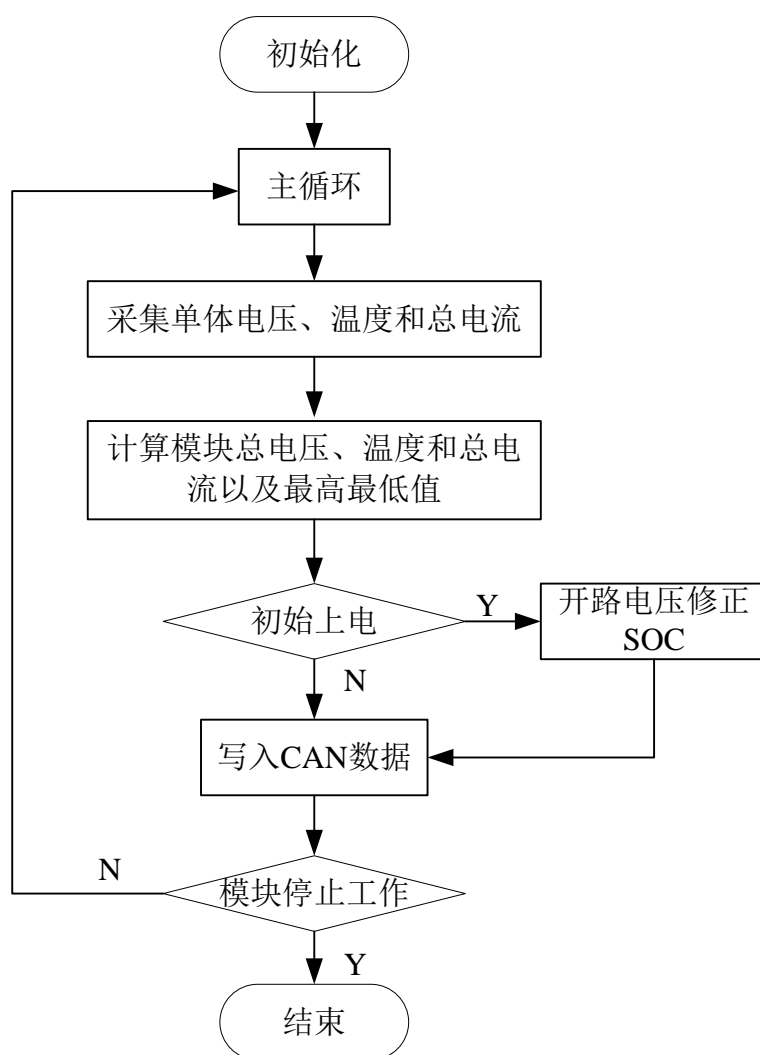 初始化
主循环
采集单体电压、温度和总电流
计算模块总电压、温度和总电
流以及最高最低值
初始上电
Y
开路电压修正
SOC
N
写入CAN数据
N
模块停止工作
Y
结束